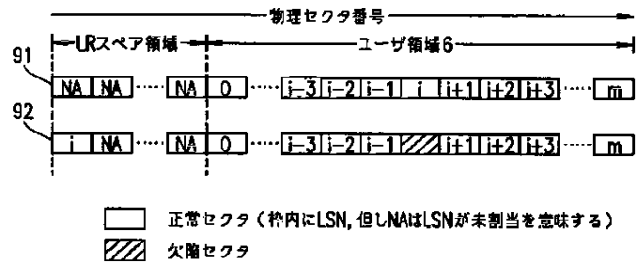 物理セクタ番号
LRスペア領域 ユーザ領域6
91
NA NA ..... NA 0 ..... i-3 i-2 i-1 i i+1 i+2 i+3 ..... m
92
i NA ..... NA 0 ..... i-3 i-2 i-1 i+1 i+2 i+3 ..... m
正常セクタ(枠内にLSN, 但しNAはLSNが未割当を意味する)
欠陥セクタ